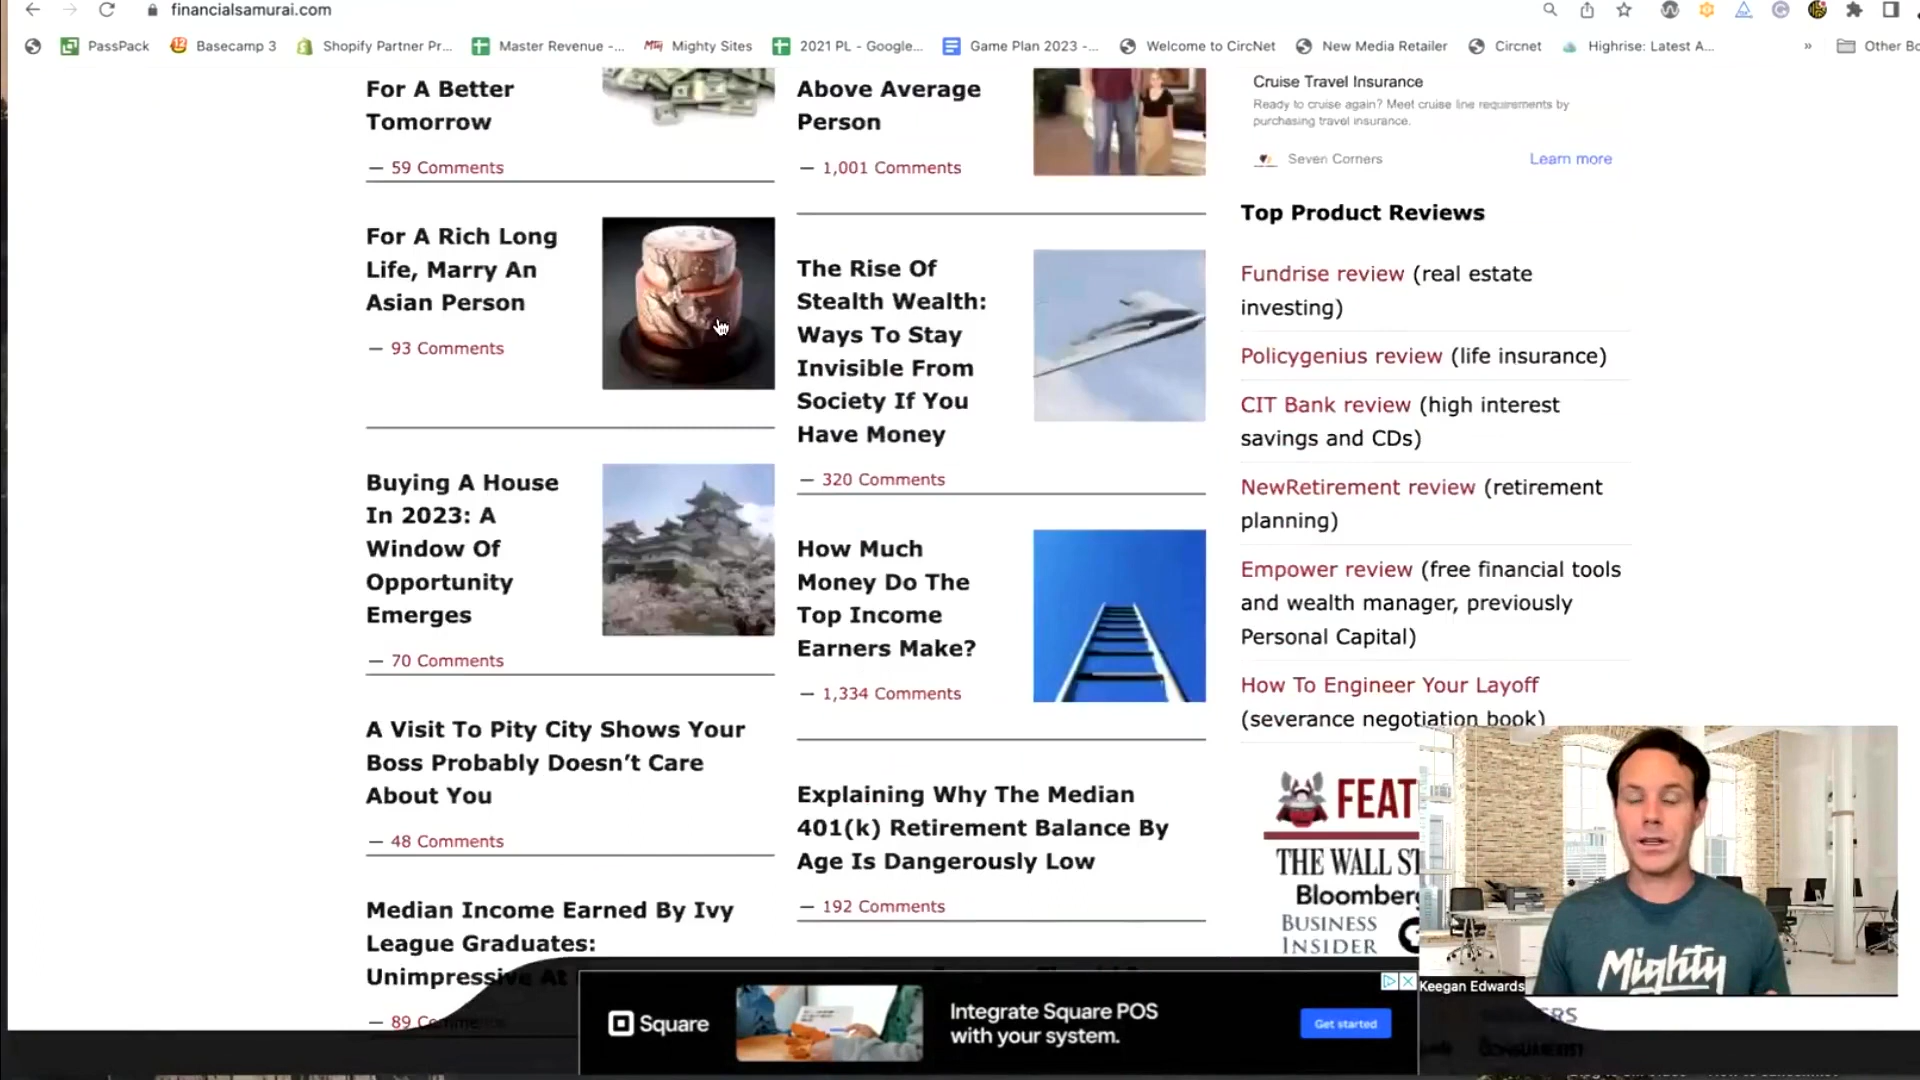 financialsamurai.com
PassPack
Basecamp 3
Shopify Partner Pr...
Master Revenue -...
Mighty Sites
2021 PL - Google...
Game Plan 2023 -...
Welcome to CircNet
New Media Retailer
Circnet
Highrise: Latest A...
»
Other Bo
For A Better
Tomorrow
— 59 Comments
For A Rich Long
Life, Marry An
Asian Person
— 93 Comments
Buying A House
In 2023: A
Window Of
Opportunity
Emerges
— 70 Comments
A Visit To Pity City Shows Your
Boss Probably Doesn’t Care
About You
— 48 Comments
Median Income Earned By Ivy
League Graduates:
Unimpressive At
— 89 Comments
Above Average
Person
— 1,001 Comments
The Rise Of
Stealth Wealth:
Ways To Stay
Invisible From
Society If You
Have Money
— 320 Comments
How Much
Money Do The
Top Income
Earners Make?
— 1,334 Comments
Explaining Why The Median
401(k) Retirement Balance By
Age Is Dangerously Low
— 192 Comments
Cruise Travel Insurance
Ready to cruise again? Meet cruise line requirements by
purchasing travel insurance.
Seven Corners
Learn more
Top Product Reviews
Fundrise review (real estate
investing)
Policygenius review (life insurance)
CIT Bank review (high interest
savings and CDs)
NewRetirement review (retirement
planning)
Empower review (free financial tools
and wealth manager, previously
Personal Capital)
How To Engineer Your Layoff
(severance negotiation book)
FEAT
THE WALL ST
Bloomberg
BUSINESS
INSIDER
Mighty
Keegan Edwards
Square
Integrate Square POS
with your system.
Get started